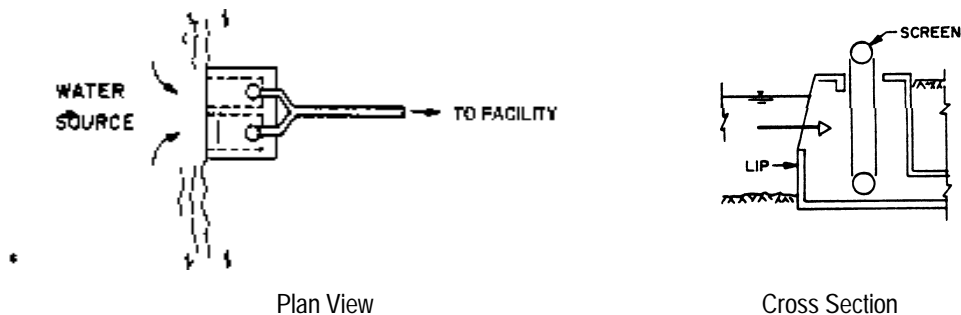 WATER
SOURCE
TO FACILITY
Plan View
SCREEN
LIP
Cross Section